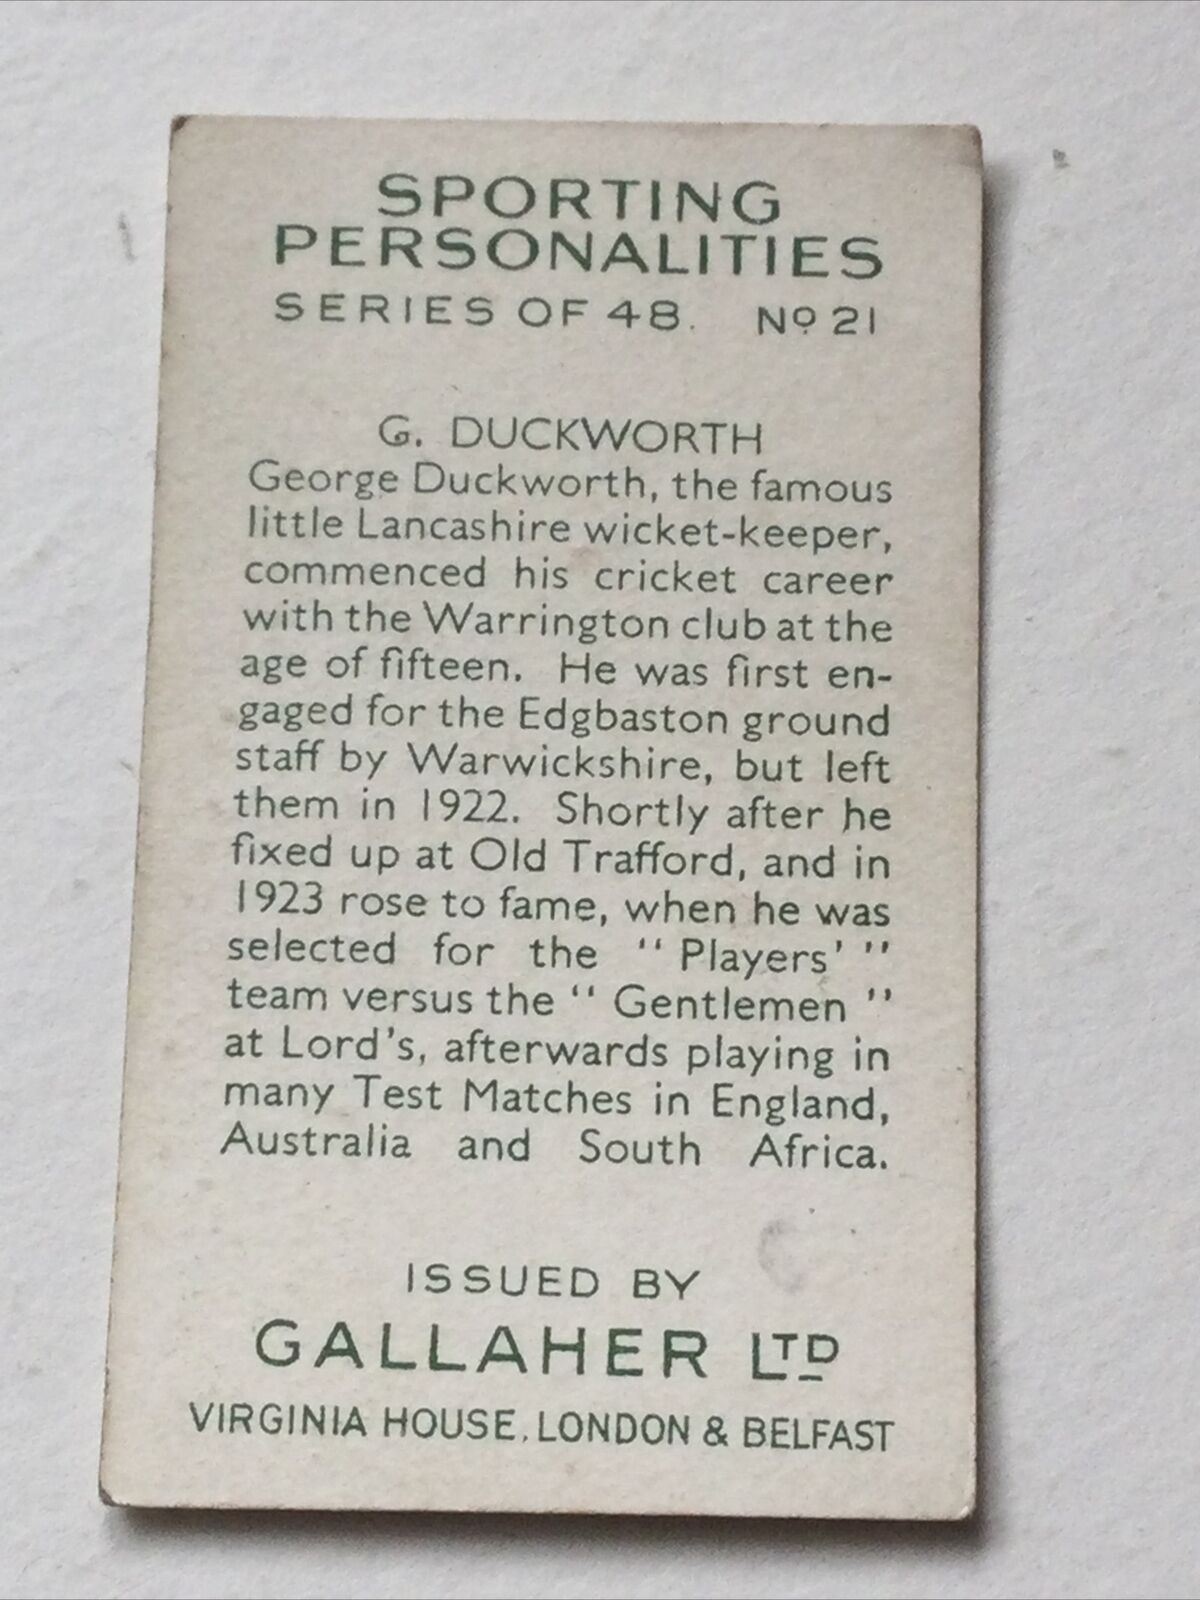 SPORTING
PERSONALITIES
SERIES OF 48. Nº 21
G. DUCKWORTH
George Duckworth, the famous
little Lancashire wicket-keeper,
commenced his cricket career
with the Warrington club at the
age of fifteen. He was first en-
gaged for the Edgbaston ground
staff by Warwickshire, but left
them in 1922. Shortly after he
fixed up at Old Trafford, and in
1923 rose to fame, when he was
selected for the " Players' "
team versus the " Gentlemen "
at Lord's, afterwards playing in
many Test Matches in England,
Australia and South Africa.
ISSUED BY
GALLAHER LTD
VIRGINIA HOUSE, LONDON & BELFAST